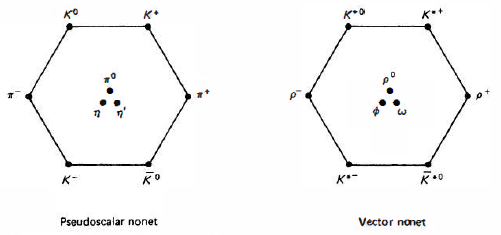 K⁰ K⁺ K*⁰ K*⁺
π⁰ ρ⁰
π⁻ π⁺ ρ⁻ ρ⁺
η η′ ϕ ω
K⁻ K̄⁰ K*⁻ K̄*⁰
Pseudoscalar nonet Vector nonet